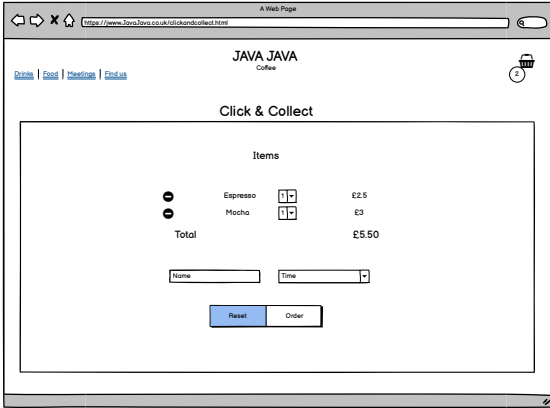 A Web Page
https://jwww.JavaJava.co.uk/clickandcollect.html
JAVA JAVA
Coffee
Drinks | Food | Meetings | Find us
2
Click & Collect
Items
Espresso 1 £2.5
Mocha 1 £3
Total £5.50
Name Time
Reset Order